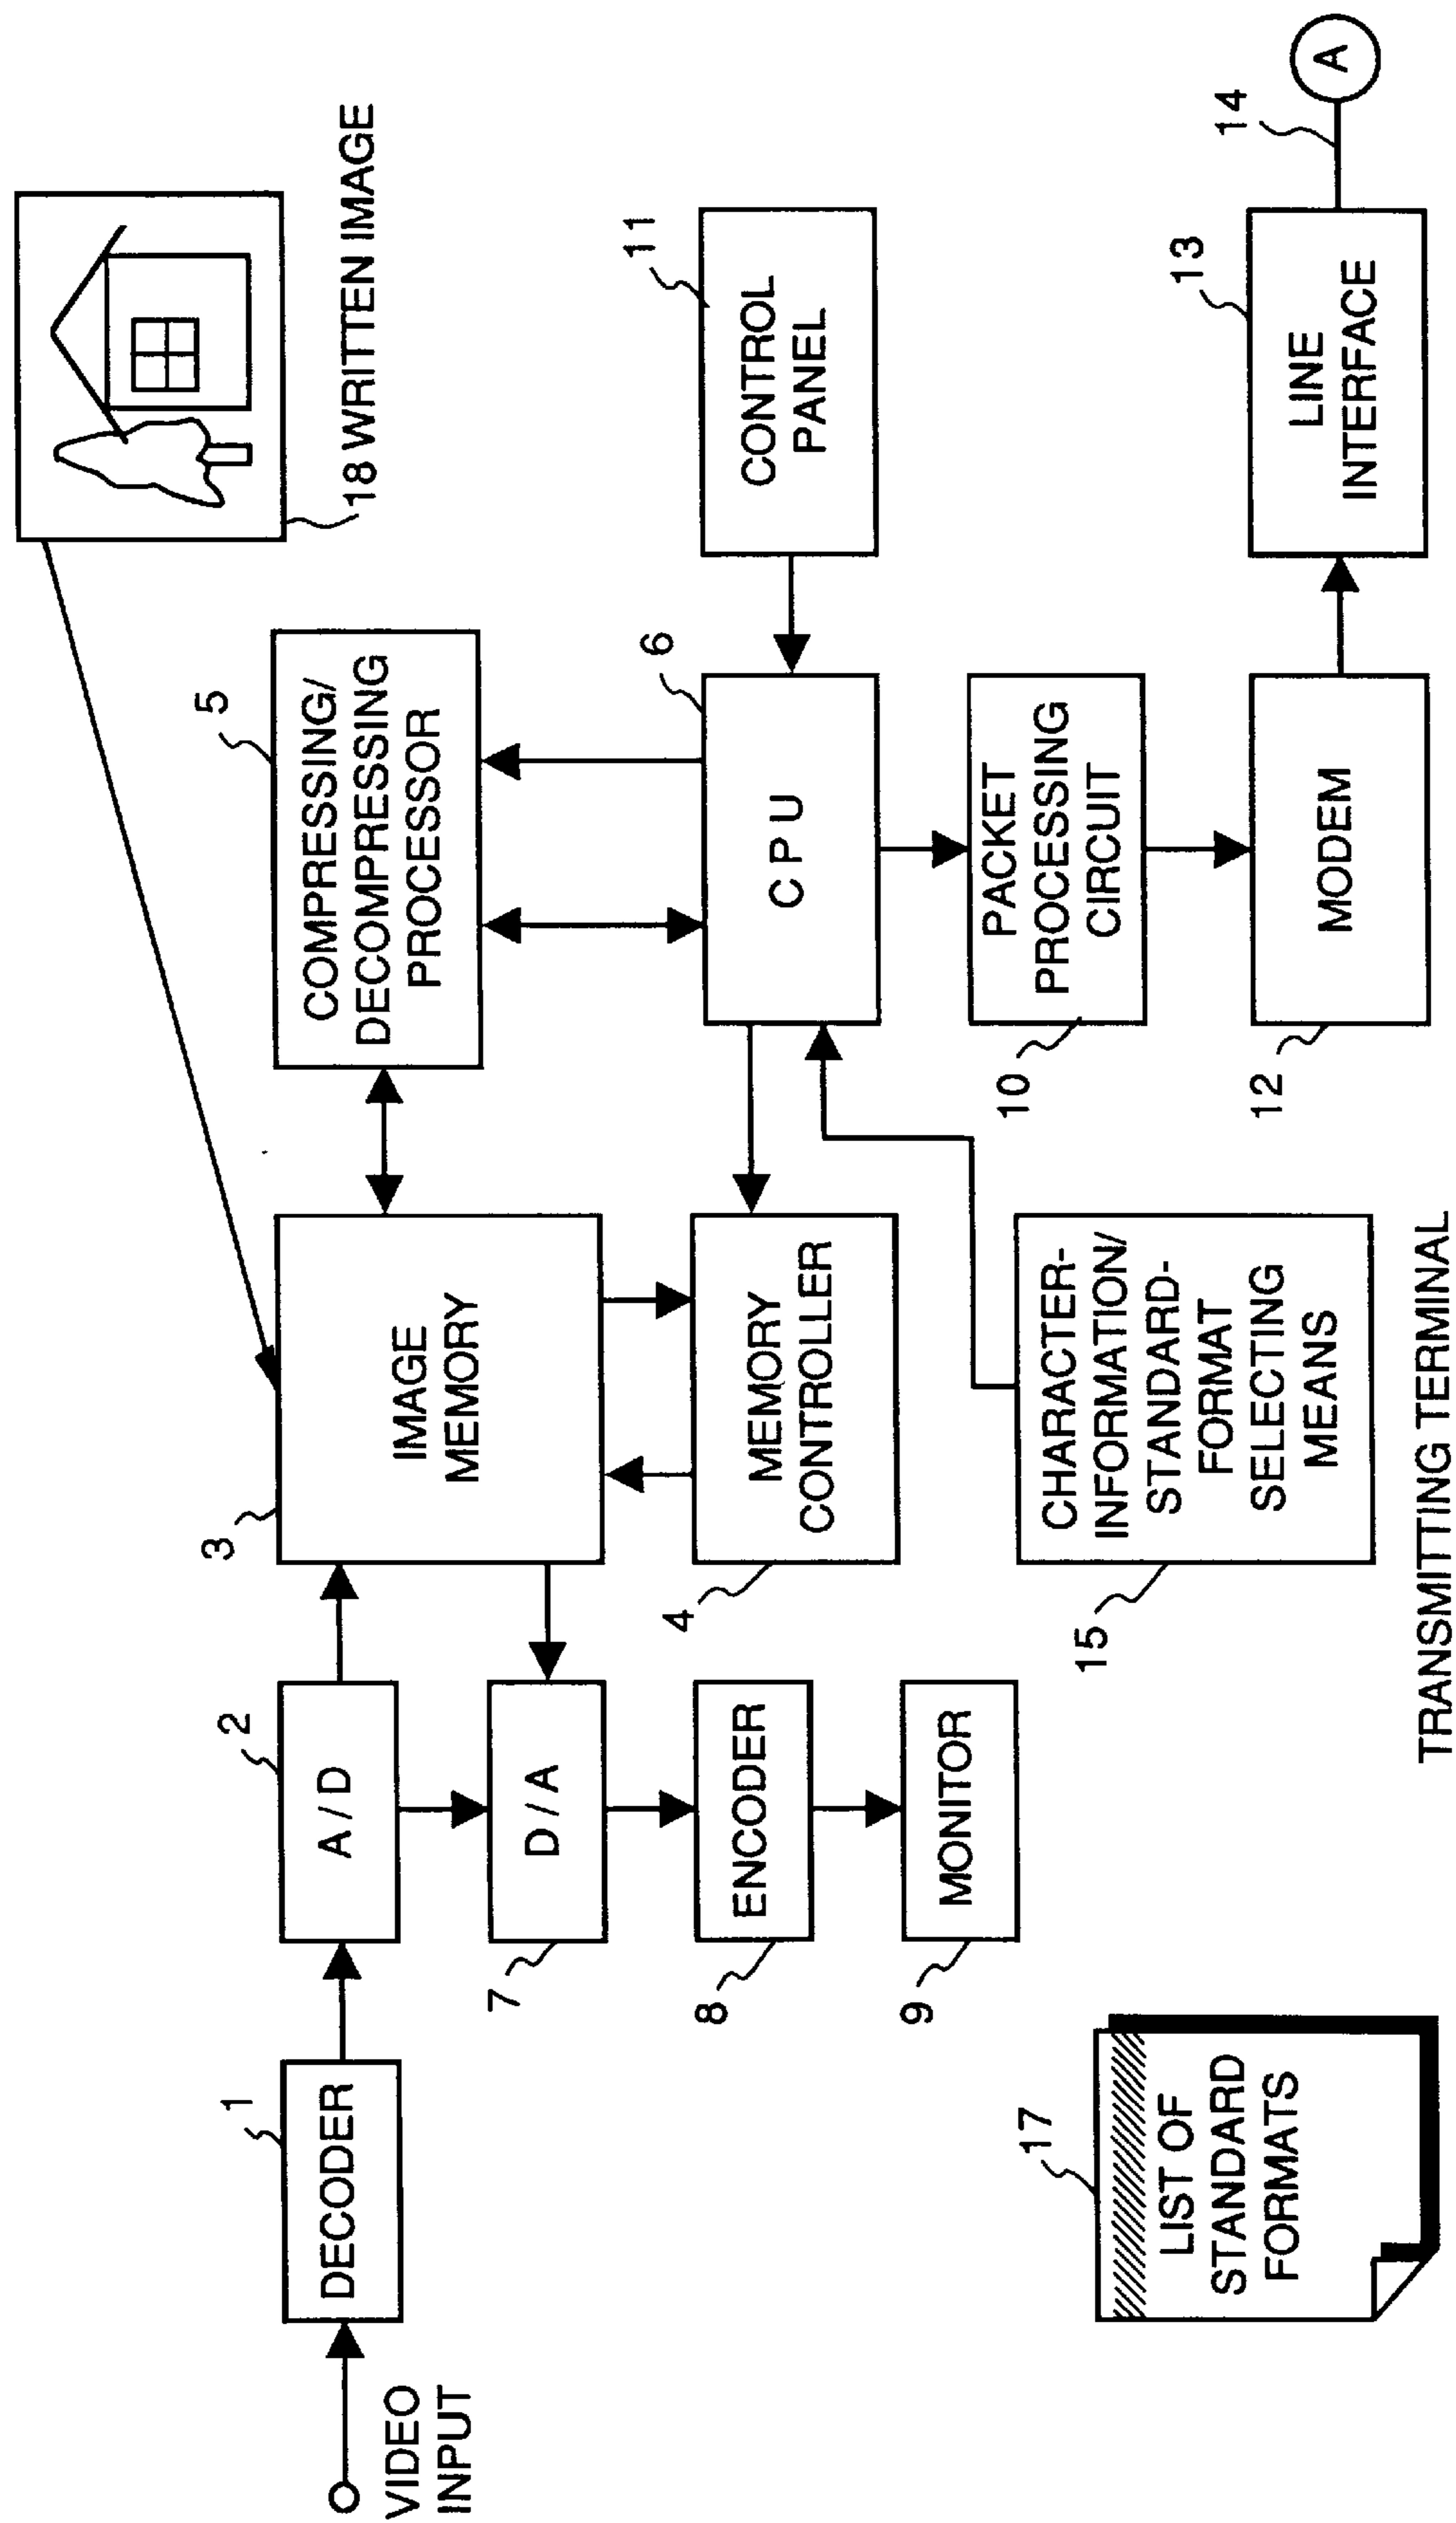 18 WRITTEN IMAGE
VIDEO
INPUT
1
DECODER
2
A / D
3
IMAGE
MEMORY
5
COMPRESSING/
DECOMPRESSING
PROCESSOR
7
D / A
8
ENCODER
9
MONITOR
4
MEMORY
CONTROLLER
6
C P U
11
CONTROL
PANEL
15
CHARACTER-
INFORMATION/
STANDARD-
FORMAT
SELECTING
MEANS
10
PACKET
PROCESSING
CIRCUIT
12
MODEM
13
LINE
INTERFACE
14
A
17
LIST OF
STANDARD
FORMATS
TRANSMITTING TERMINAL